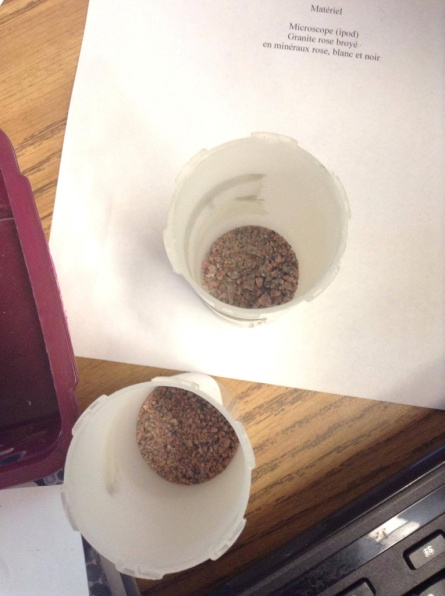 Matériel
Microscope (ipod)
Granite rose broyé
en minéraux rose, blanc et noir